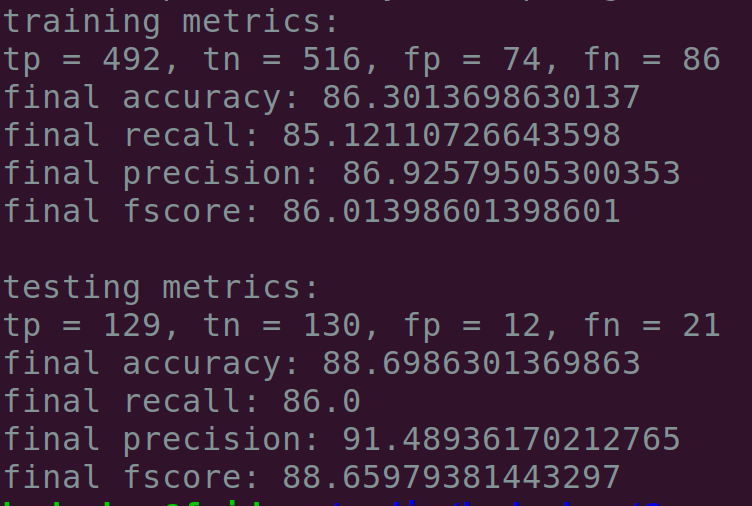 training metrics:
tp = 492, tn = 516, fp = 74, fn = 86
final accuracy: 86.3013698630137
final recall: 85.12110726643598
final precision: 86.92579505300353
final fscore: 86.01398601398601
testing metrics:
tp = 129, tn = 130, fp = 12, fn = 21
final accuracy: 88.6986301369863
final recall: 86.0
final precision: 91.48936170212765
final fscore: 88.65979381443297